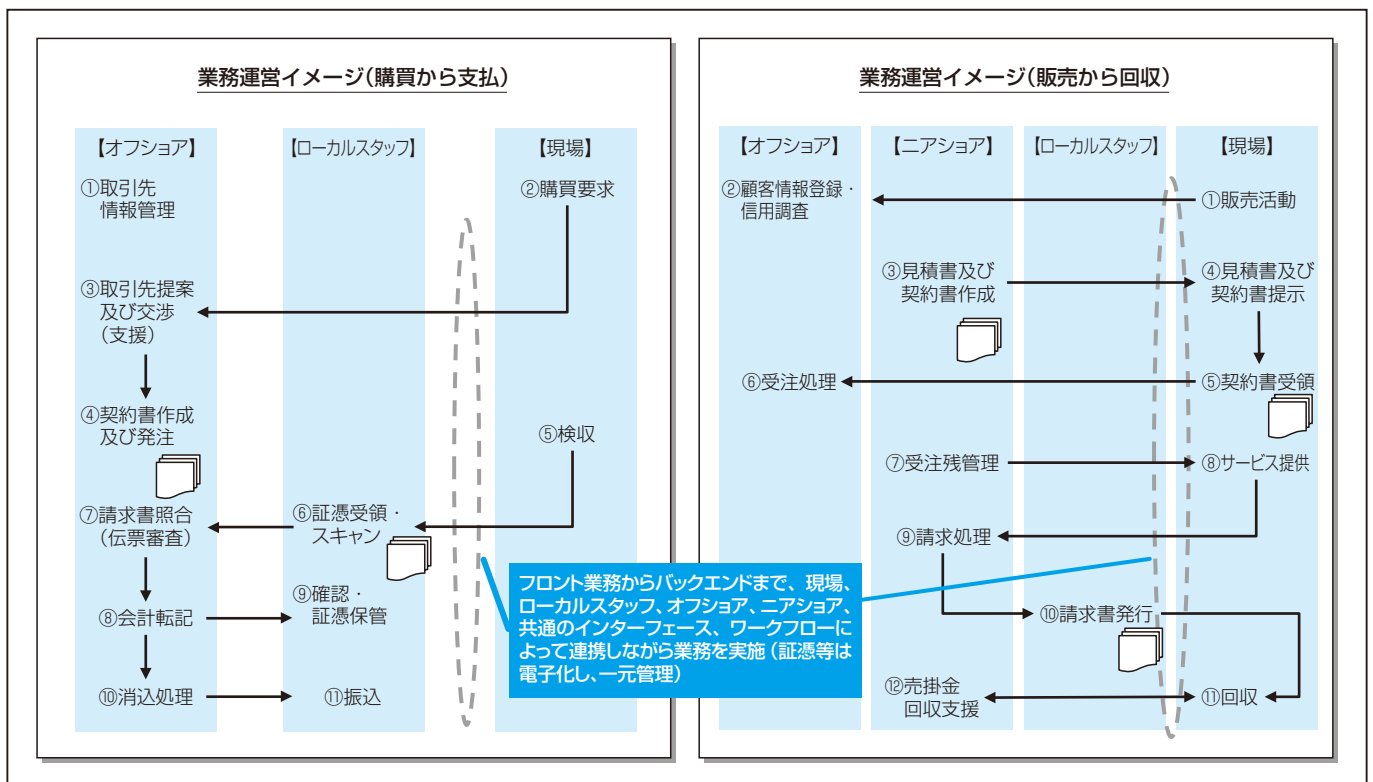 業務運営イメージ(購買から支払)
【オフショア】
【ローカルスタッフ】
【現場】
①取引先
情報管理
②購買要求
③取引先提案
及び交渉
(支援)
④契約書作成
及び発注
⑤検収
⑥証憑受領・
スキャン
⑦請求書照合
(伝票審査)
⑧会計転記
⑨確認・
証憑保管
⑩消込処理
⑪振込
業務運営イメージ(販売から回収)
【オフショア】
【ニアショア】
【ローカルスタッフ】
【現場】
①販売活動
②顧客情報登録・
信用調査
③見積書及び
契約書作成
④見積書及び
契約書提示
⑤契約書受領
⑥受注処理
⑦受注残管理
⑧サービス提供
⑨請求処理
⑩請求書発行
⑪回収
⑫売掛金
回収支援
フロント業務からバックエンドまで、現場、
ローカルスタッフ、オフショア、ニアショア、
共通のインターフェース、ワークフローに
よって連携しながら業務を実施(証憑等は
電子化し、一元管理)